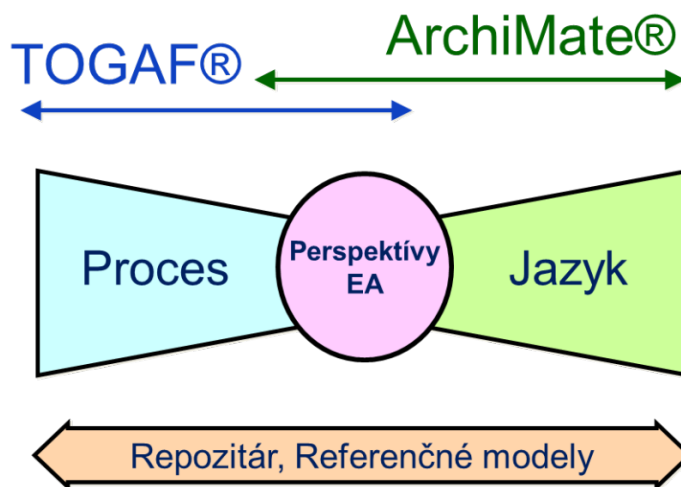 ArchiMate®
TOGAF®
Proces
Perspektívy
EA
Jazyk
Repozitár, Referenčné modely